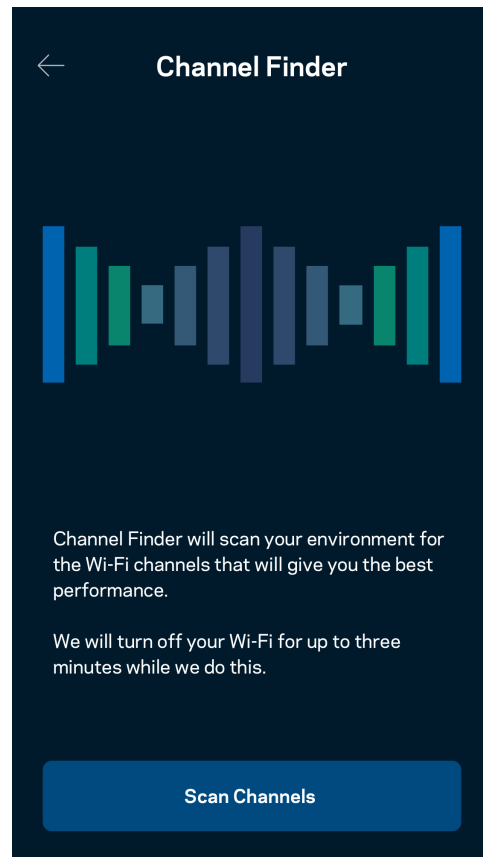 Channel Finder
Channel Finder will scan your environment for
the Wi-Fi channels that will give you the best
performance.
We will turn off your Wi-Fi for up to three
minutes while we do this.
Scan Channels